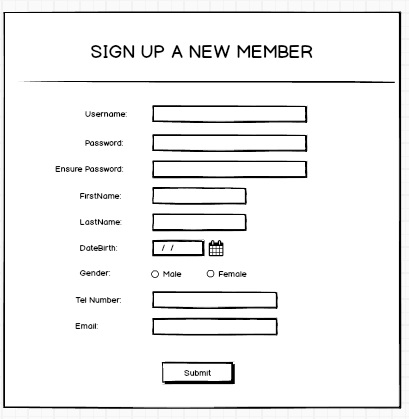 SIGN UP A NEW MEMBER
Username:
Password:
Ensure Password:
FirstName:
LastName:
DateBirth: / /
Gender: Male Female
Tel Number:
Email:
Submit